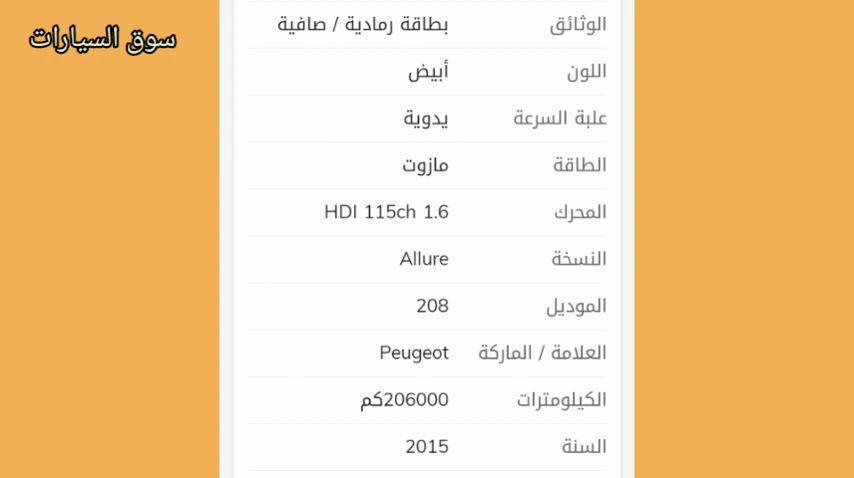 سوق السيارات
الوثائق بطاقة رمادية / صافية
اللون أبيض
علبة السرعة يدوية
الطاقة مازوت
المحرك 1.6 HDI 115ch
النسخة Allure
الموديل 208
العلامة / الماركة Peugeot
الكيلومترات 206000كم
السنة 2015